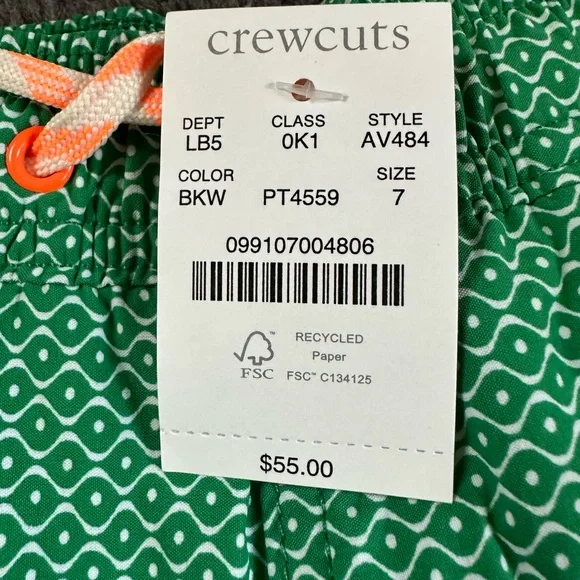 crewcuts
DEPT CLASS STYLE
LB5 0K1 AV484
COLOR SIZE
BKW PT4559 7
099107004806
RECYCLED
Paper
FSC FSC™ C134125
$55.00